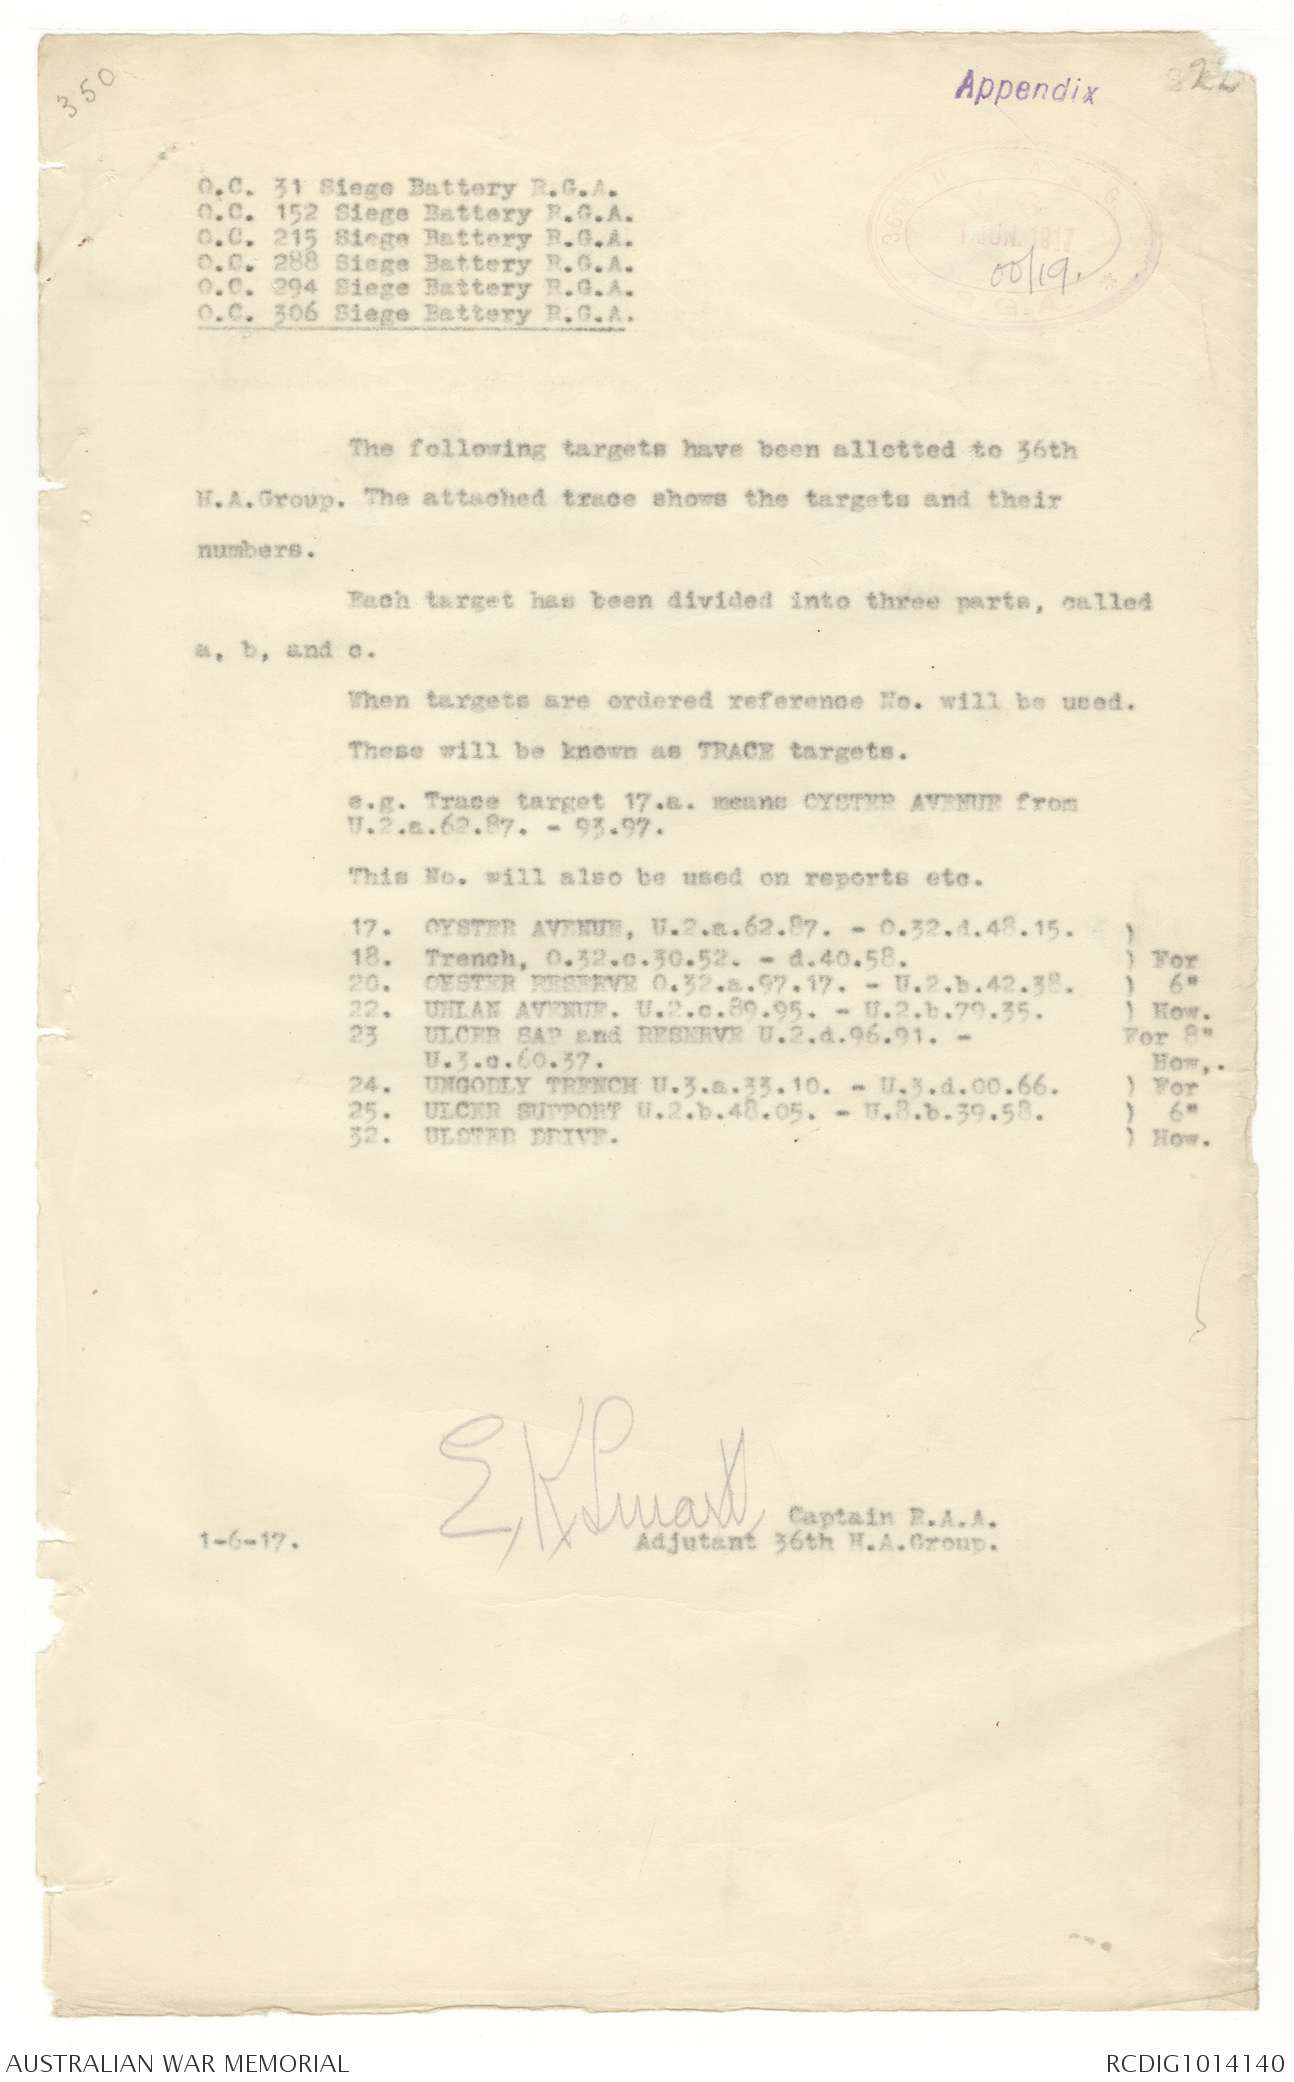 350
Appendix
O.C. 31 Siege Battery R.G.A.
O.C. 152 Siege Battery R.G.A.
O.C. 215 Siege Battery R.G.A.
O.C. 288 Siege Battery R.G.A.
O.C. 294 Siege Battery R.G.A.
O.C. 306 Siege Battery R.G.A.
36
JUN. 1917
00/19.
The following targets have been allotted to 36th
H.A.Group. The attached trace shows the targets and their
numbers.
Each target has been divided into three parts, called
a, b, and c.
When targets are ordered reference No. will be used.
These will be known as TRACE targets.
e.g. Trace target 17.a. means OYSTER AVENUE from
U.2.a.62.87. - 93.97.
This No. will also be used on reports etc.
17. OYSTER AVENUE, U.2.a.62.87. - O.32.d.48.15. )
18. Trench, O.32.c.30.52. - d.40.58. ) For
20. OYSTER RESERVE O.32.a.97.17. - U.2.b.42.38. ) 6"
22. UHLAN AVENUE. U.2.c.89.95. - U.2.b.79.35. ) How.
23 ULCER SAP and RESERVE U.2.d.96.91. - For 8"
U.3.c.60.37. How,.
24. UNGODLY TRENCH U.3.a.33.10. - U.3.d.00.66. ) For
25. ULCER SUPPORT U.2.b.48.05. - U.8.b.39.58. ) 6"
32. ULSTER DRIVE. ) How.
E K Smart
Captain R.A.A.
1-6-17. Adjutant 36th H.A.Group.
AUSTRALIAN WAR MEMORIAL RCDIG1014140